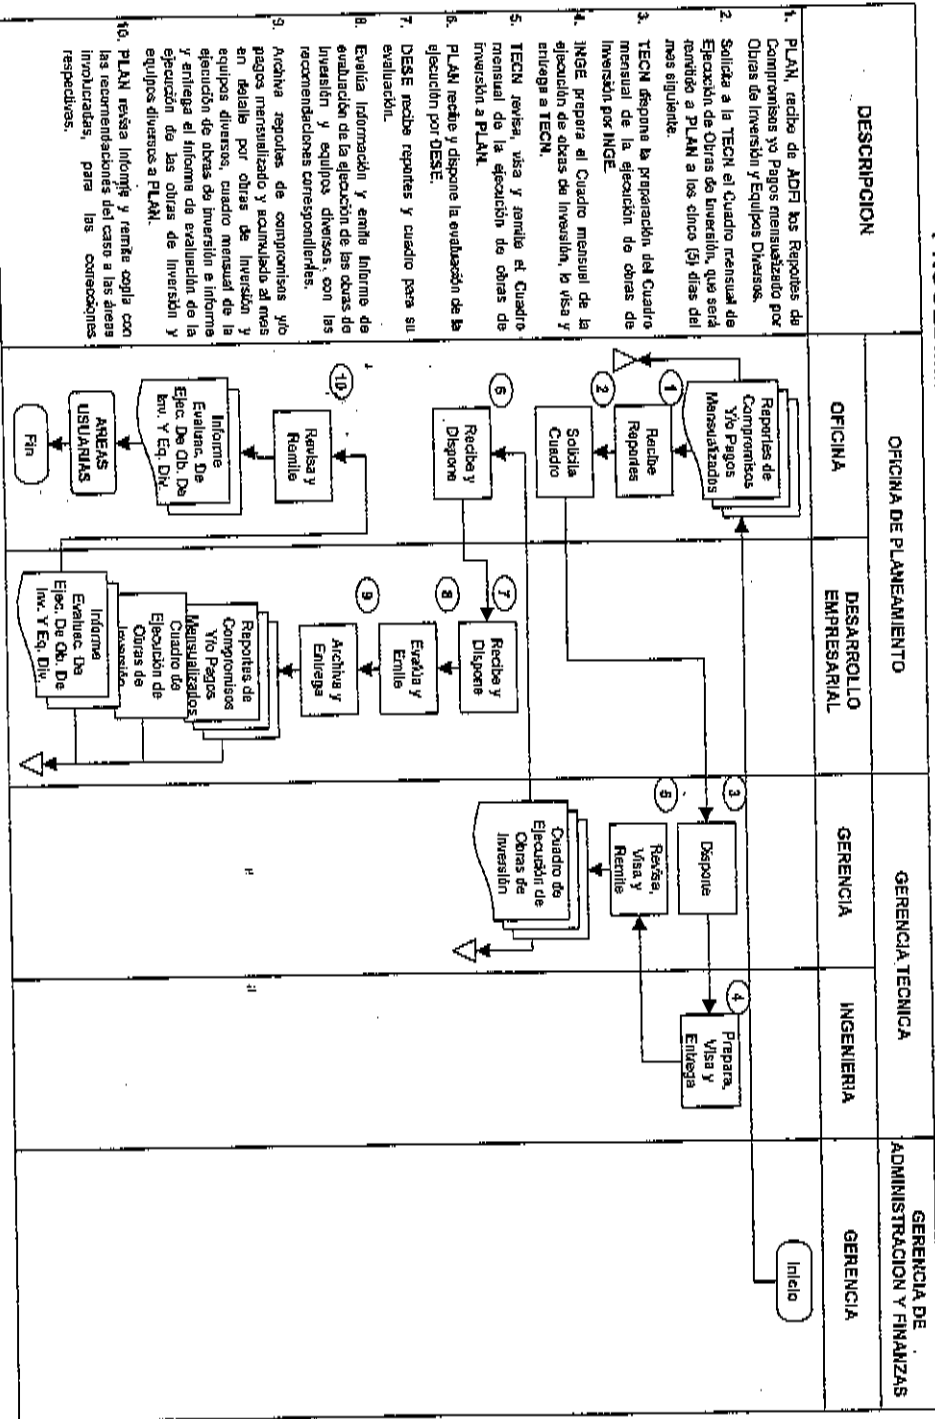 DESCRIPCION
OFICINA DE PLANEAMIENTO
GERENCIA TECNICA
GERENCIA DE
ADMINISTRACION Y FINANZAS
OFICINA
DESARROLLO
EMPRESARIAL
GERENCIA
INGENIERIA
GERENCIA
1. PLAN, recibe de ADFI los Reportes de
Compromisos yo Pagos mensualizado por
Obras de Inversión y Equipos Diversos.
2. Solicita a la TECN el Cuadro mensual de
Ejecución de Obras de Inversión, que será
remitido a PLAN a los cinco (5) días del
mes siguiente.
3. TECN dispone la preparación del Cuadro
mensual de la ejecución de obras de
Inversión por INGE.
4. INGE prepara el Cuadro mensual de la
ejecución de obras de Inversión, lo visa y
entrega a TECN.
5. TECN revisa, visa y remite el Cuadro
mensual de la ejecución de obras de
inversión a PLAN.
6. PLAN recibe y dispone la evaluación de la
ejecución por DESE.
7. DESE recibe reportes y cuadro para su
evaluación.
8. Evalúa Información y emite Informe de
evaluación de la ejecución de las obras de
Inversión y equipos diversos, con las
recomendaciones correspondientes.
9. Archiva reportes de compromisos y/o
pagos mensualizado y acumulado al mes
en detalle por obras de Inversión y
equipos diversos, cuadro mensual de la
ejecución de obras de inversión e informe
y entrega el Informe de evaluación de la
ejecución de las obras de Inversión y
equipos diversos a PLAN.
10. PLAN revisa Informe y remite copia con
las recomendaciones del caso a las áreas
involucradas, para las correcciones
respectivas.
Inicio
Reportes de
Compromisos
Y/o Pagos
Mensualizados
1
Recibe
Reportes
2
Solicita
Cuadro
3
Dispone
4
Prepara,
Visa y
Entrega
5
Revisa,
Visa y
Remite
Cuadro de
Ejecución de
Obras de
Inversión
6
Recibe y
Dispone
7
Recibe y
Dispone
8
Evalúa y
Emite
9
Archiva y
Entrega
Reportes de
Compromisos
Y/o Pagos
Mensualizados
Cuadro de
Ejecución de
Obras de
Inversión
Informe
Evaluac. De
Ejec. De Ob. De
Inv. Y Eq. Div.
10
Revisa y
Remite
Informe
Evaluac. De
Ejec. De Ob. De
Inv. Y Eq. Div.
AREAS
USUARIAS
Fin